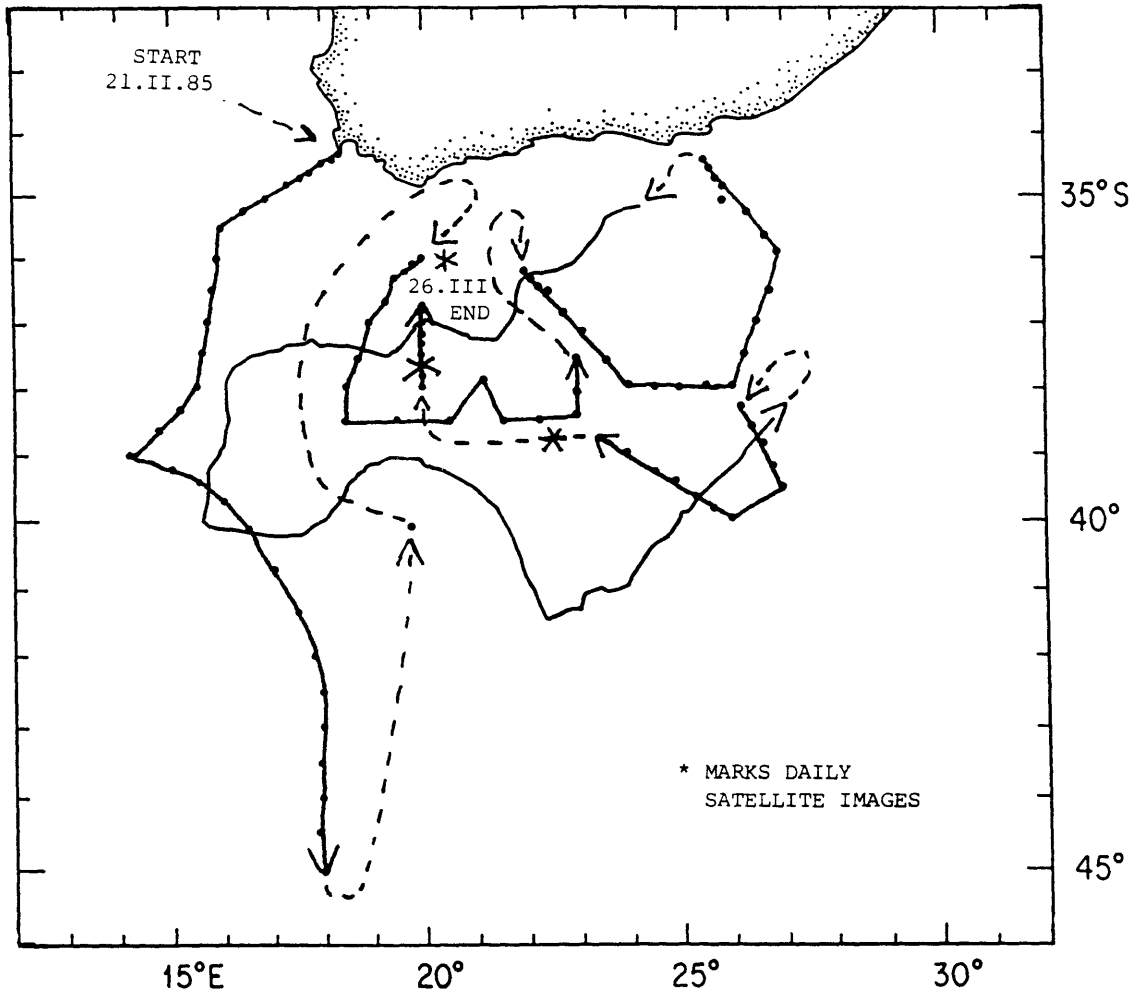 START
21.II.85
35°S
26.III
END
40°
* MARKS DAILY
SATELLITE IMAGES
45°
15°E
20°
25°
30°